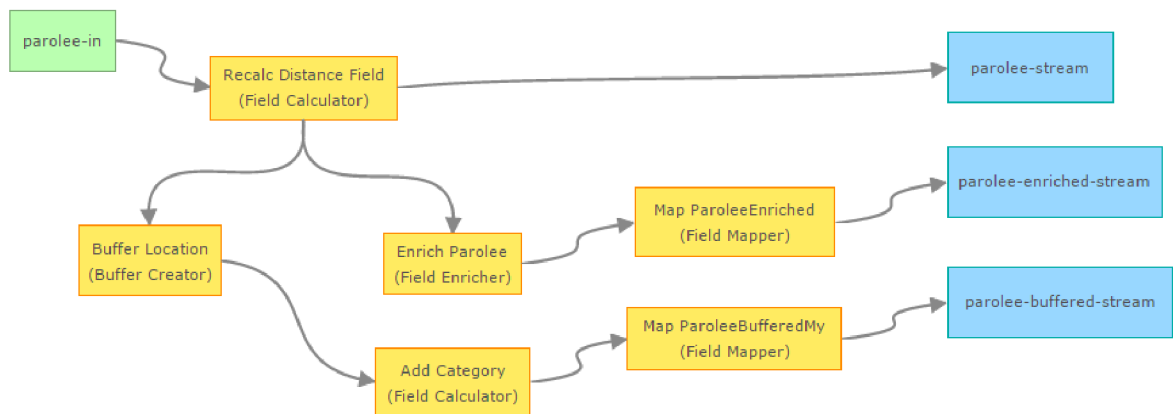 parolee-in
Recalc Distance Field
(Field Calculator)
parolee-stream
parolee-enriched-stream
Map ParoleeEnriched
(Field Mapper)
Buffer Location
(Buffer Creator)
Enrich Parolee
(Field Enricher)
parolee-buffered-stream
Map ParoleeBufferedMy
(Field Mapper)
Add Category
(Field Calculator)